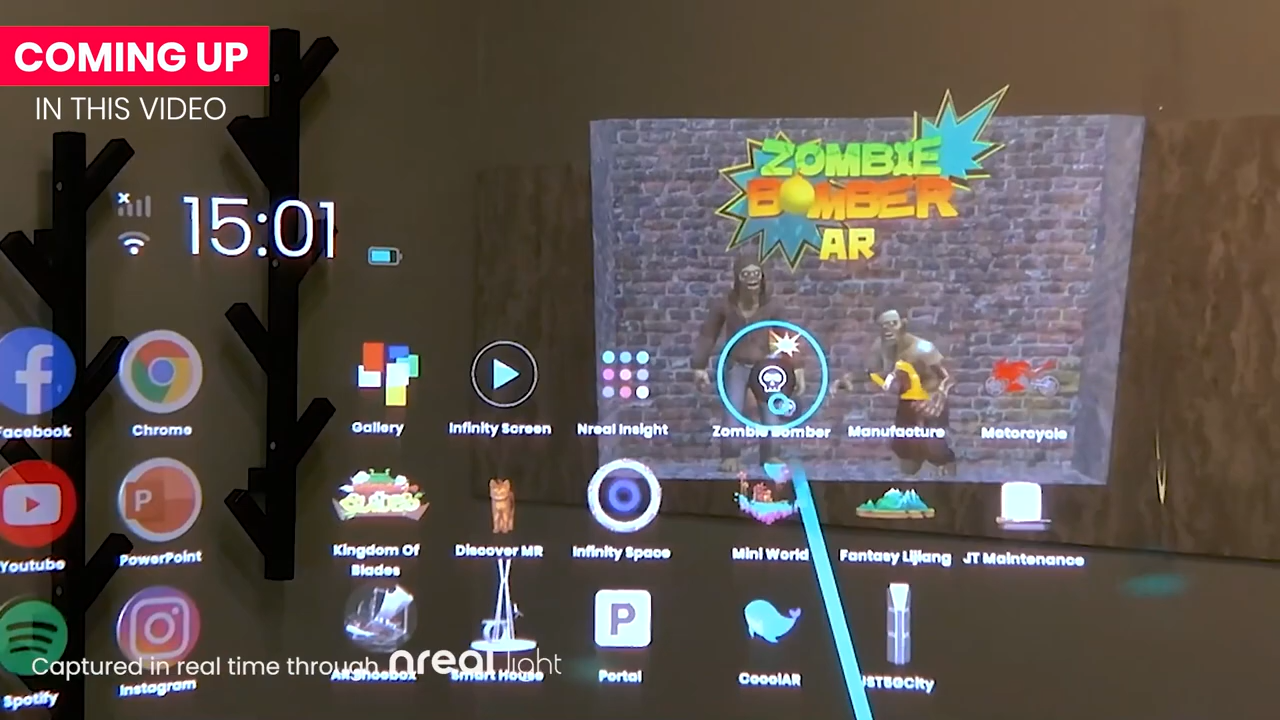 COMING UP
IN THIS VIDEO
15:01
ZOMBIE
BOMBER
AR
Facebook
Chrome
Gallery
Infinity Screen
Nreal Insight
Zombie Bomber
Manufacture
Motorcycle
Youtube
PowerPoint
Kingdom Of
Blades
Discover MR
Infinity Space
Mini World
Fantasy Lijiang
JT Maintenance
Spotify
Instagram
AR Shoebox
Smart House
P
Portal
CooolAR
Captured in real time through nreal light